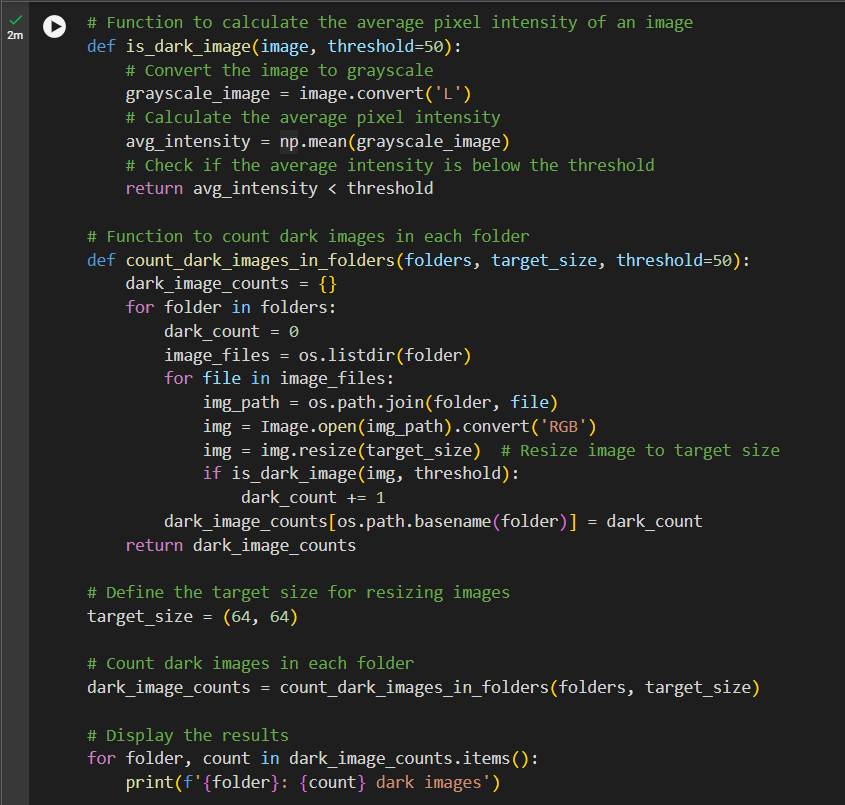 2m
# Function to calculate the average pixel intensity of an image
def is_dark_image(image, threshold=50):
    # Convert the image to grayscale
    grayscale_image = image.convert('L')
    # Calculate the average pixel intensity
    avg_intensity = np.mean(grayscale_image)
    # Check if the average intensity is below the threshold
    return avg_intensity < threshold

# Function to count dark images in each folder
def count_dark_images_in_folders(folders, target_size, threshold=50):
    dark_image_counts = {}
    for folder in folders:
        dark_count = 0
        image_files = os.listdir(folder)
        for file in image_files:
            img_path = os.path.join(folder, file)
            img = Image.open(img_path).convert('RGB')
            img = img.resize(target_size)  # Resize image to target size
            if is_dark_image(img, threshold):
                dark_count += 1
        dark_image_counts[os.path.basename(folder)] = dark_count
    return dark_image_counts

# Define the target size for resizing images
target_size = (64, 64)

# Count dark images in each folder
dark_image_counts = count_dark_images_in_folders(folders, target_size)

# Display the results
for folder, count in dark_image_counts.items():
    print(f'{folder}: {count} dark images')